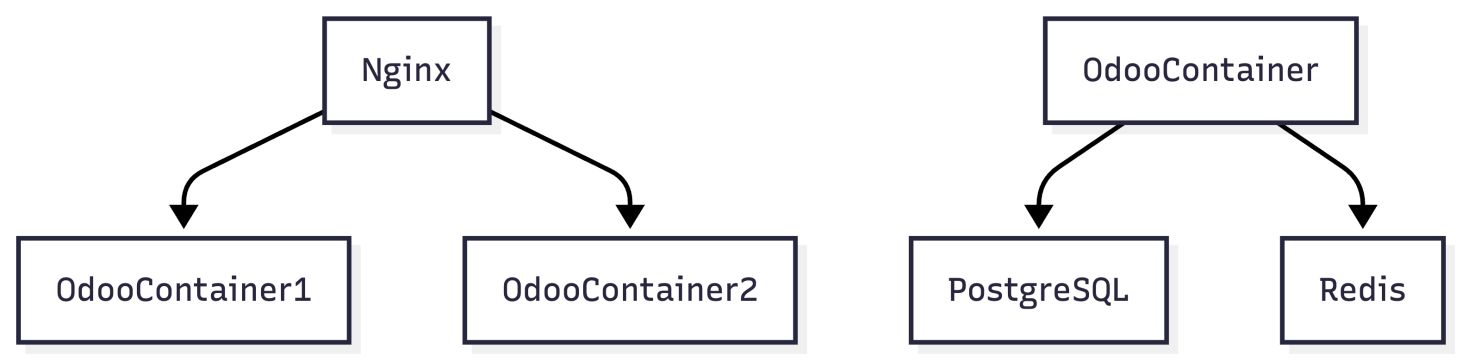 Nginx
OdooContainer
OdooContainer1
OdooContainer2
PostgreSQL
Redis